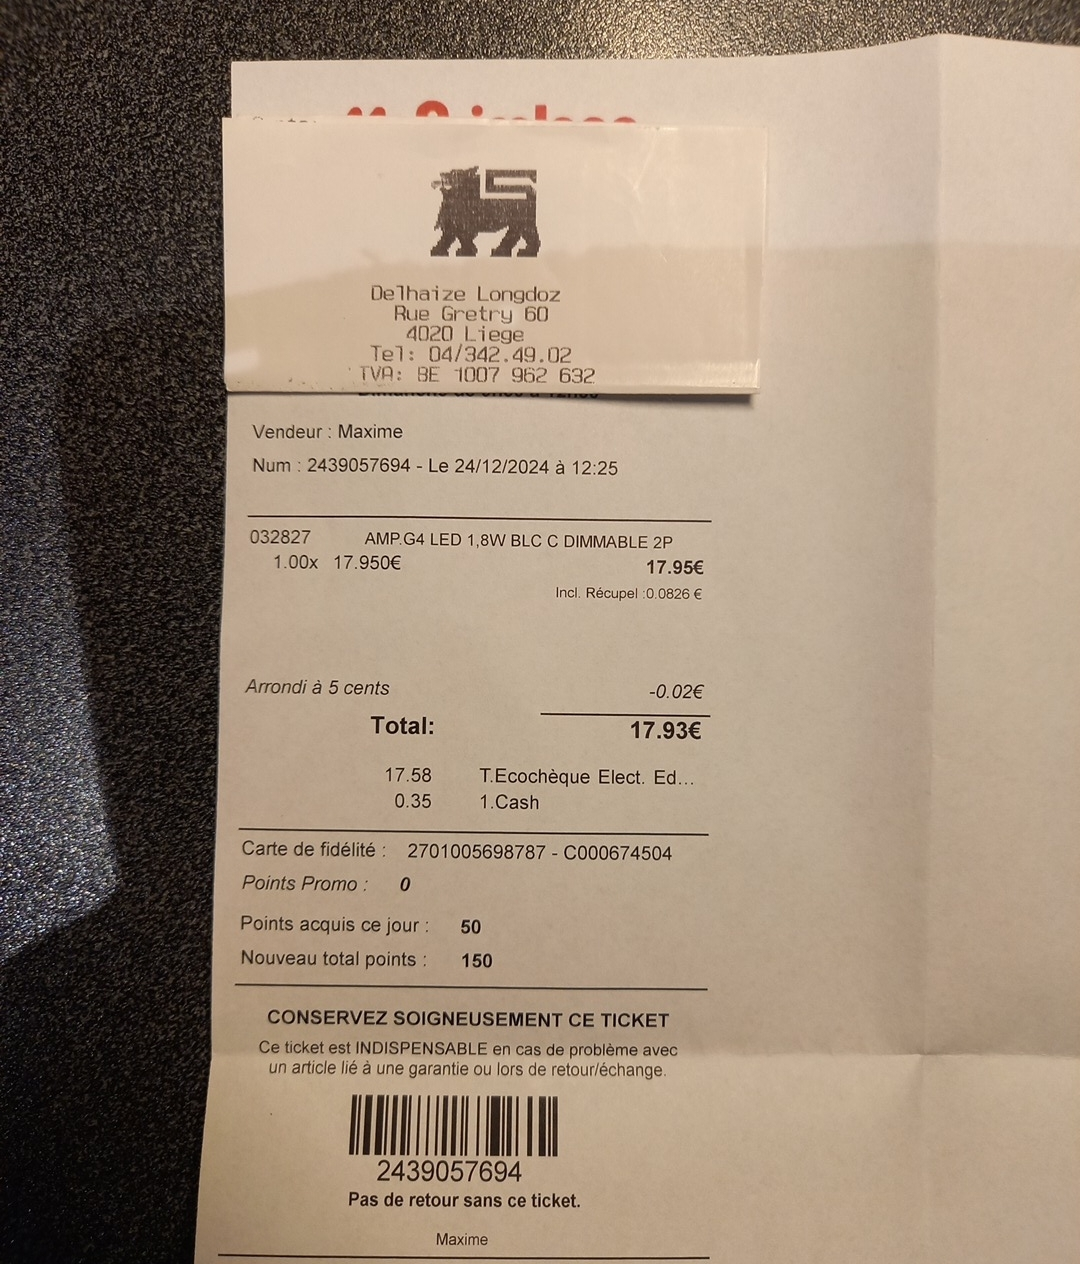 Delhaize Longdoz
Rue Gretry 60
4020 Liege
Tel: 04/342.49.02
TVA: BE 1007 962 632
Vendeur : Maxime
Num : 2439057694 - Le 24/12/2024 à 12:25
032827 AMP.G4 LED 1,8W BLC C DIMMABLE 2P
1.00x 17.950€ 17.95€
Incl. Récupel :0.0826 €
Arrondi à 5 cents -0.02€
Total: 17.93€
17.58 T.Ecochèque Elect. Ed...
0.35 1.Cash
Carte de fidélité : 2701005698787 - C000674504
Points Promo : 0
Points acquis ce jour : 50
Nouveau total points : 150
CONSERVEZ SOIGNEUSEMENT CE TICKET
Ce ticket est INDISPENSABLE en cas de problème avec
un article lié à une garantie ou lors de retour/échange.
2439057694
Pas de retour sans ce ticket.
Maxime